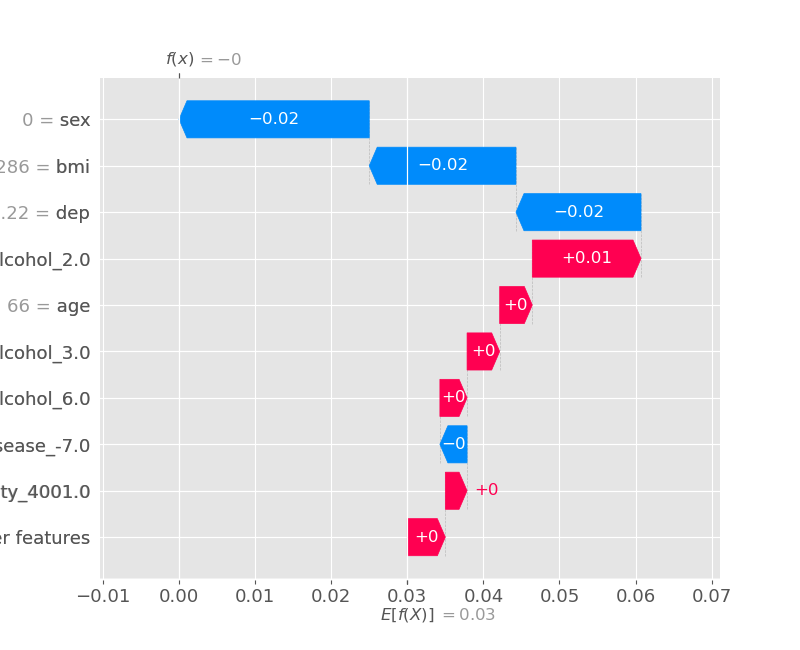 f(x) = −0
0 = sex
−0.02
286 = bmi
−0.02
.22 = dep
−0.02
lcohol_2.0
+0.01
66 = age
+0
lcohol_3.0
+0
lcohol_6.0
+0
sease_-7.0
−0
ty_4001.0
+0
er features
+0
−0.01 0.00 0.01 0.02 0.03 0.04 0.05 0.06 0.07
E[f(X)] = 0.03